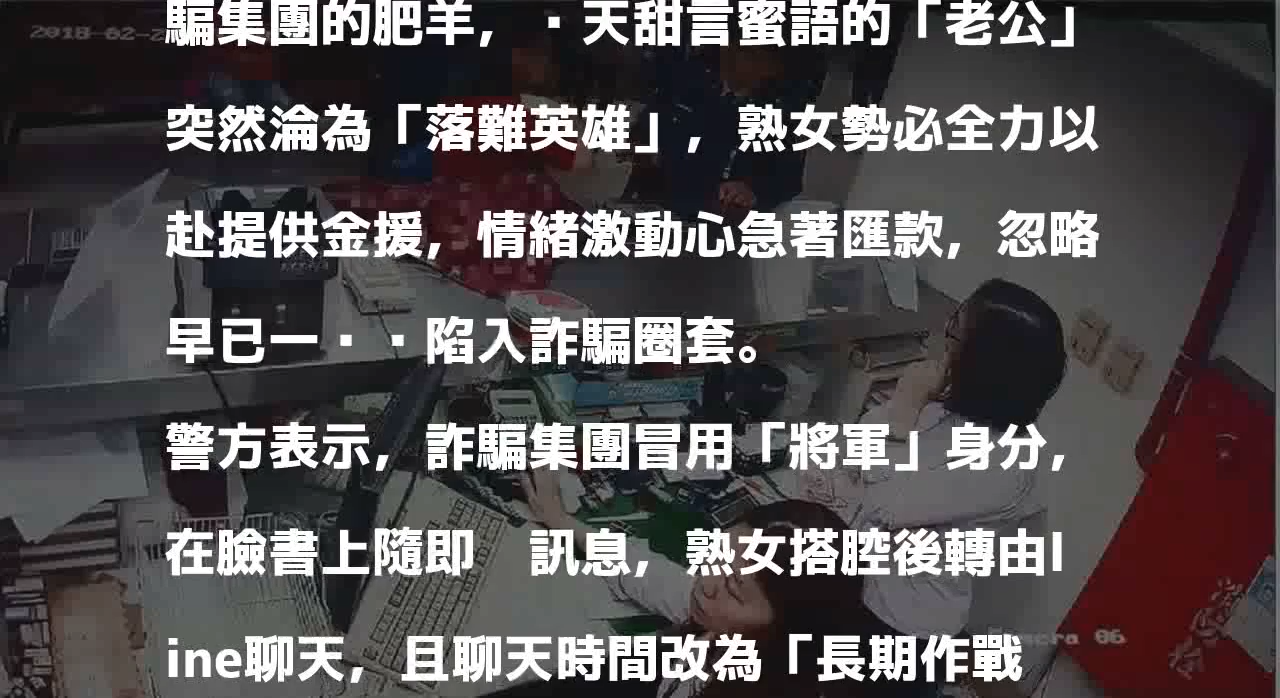 2018-02-2
騙集團的肥羊，·天甜言蜜語的「老公」
突然淪為「落難英雄」，熟女勢必全力以
赴提供金援，情緒激動心急著匯款，忽略
早已一··陷入詐騙圈套。
警方表示，詐騙集團冒用「將軍」身分，
在臉書上隨即　訊息，熟女搭腔後轉由l
ine聊天，且聊天時間改為「長期作戰
Camera 06